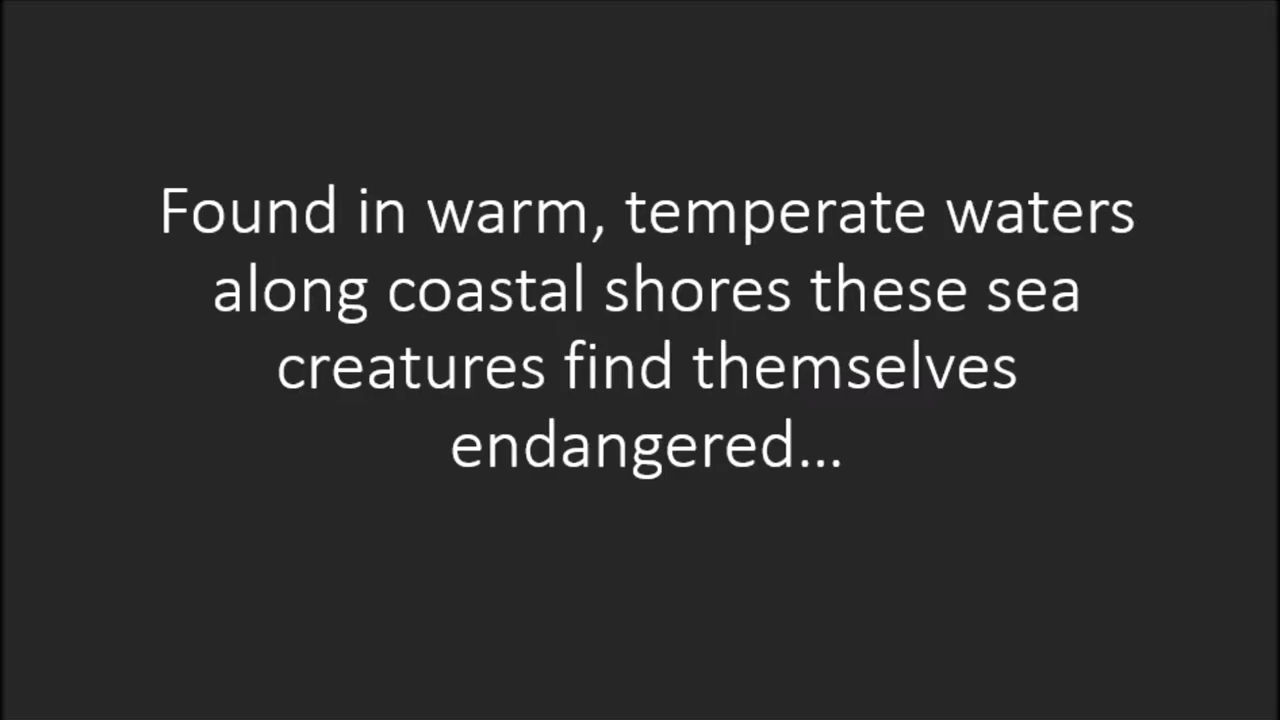 Found in warm, temperate waters
along coastal shores these sea
creatures find themselves
endangered...